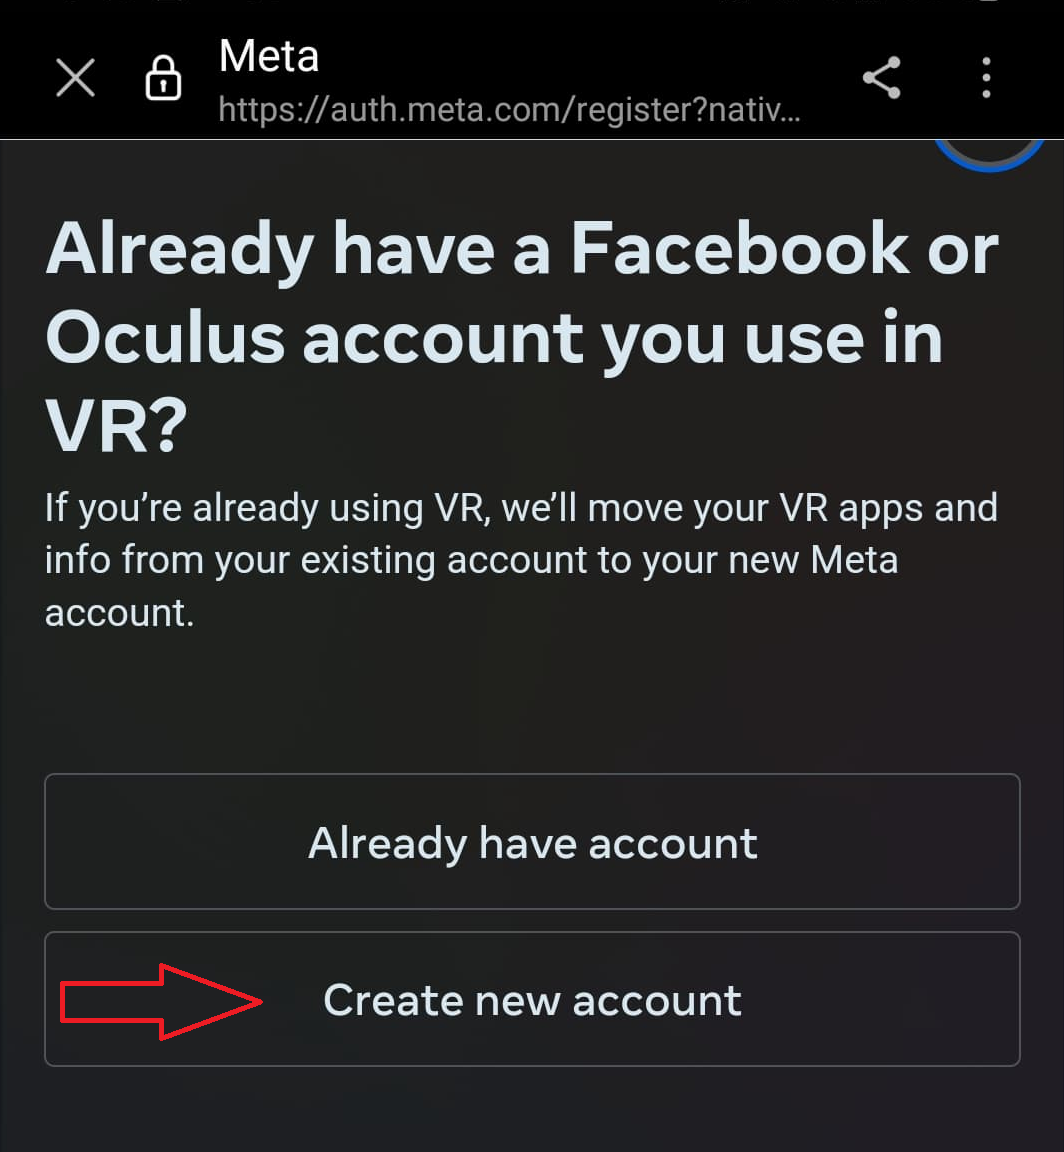 Meta
https://auth.meta.com/register?nativ...
Already have a Facebook or
Oculus account you use in
VR?
If you’re already using VR, we’ll move your VR apps and
info from your existing account to your new Meta
account.
Already have account
Create new account